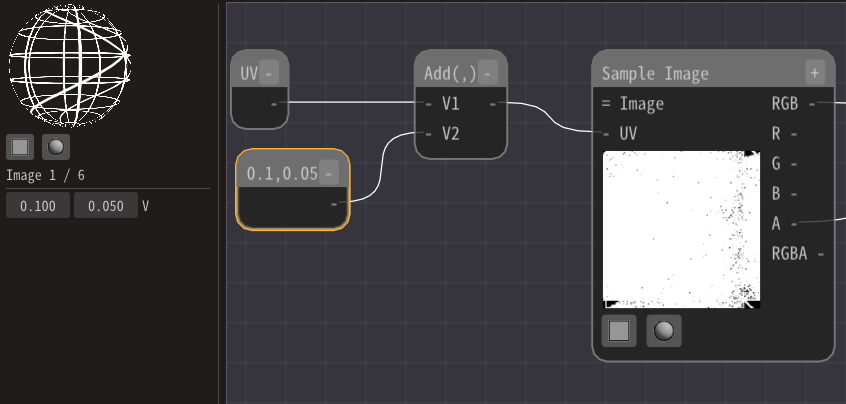 Image 1 / 6
0.100 0.050 V
UV -
-
0.1,0.05 -
-
Add(,) -
- V1 -
- V2
Sample Image +
= Image RGB -
- UV R -
G -
B -
A -
RGBA -